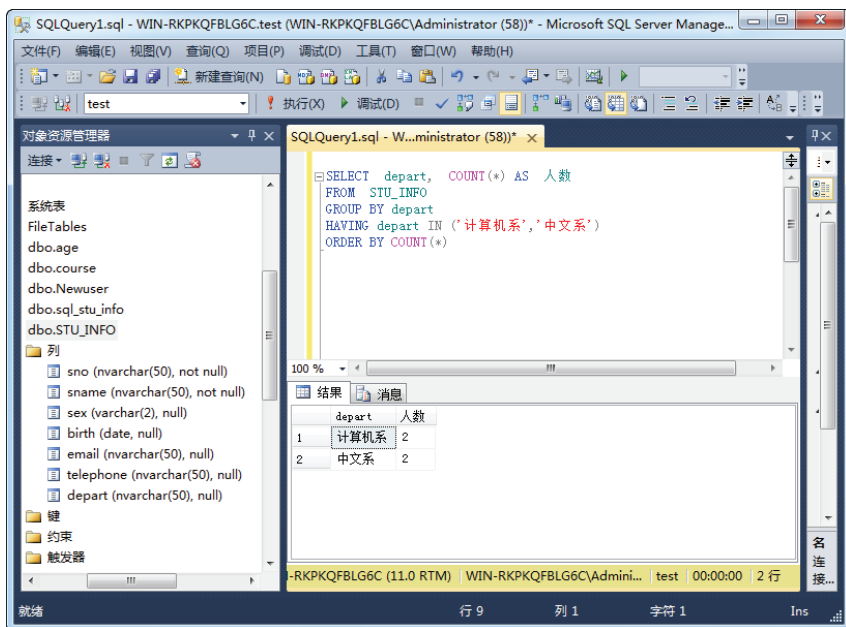 SQLQuery1.sql - WIN-RKPKQFBLG6C.test (WIN-RKPKQFBLG6C\Administrator (58))* - Microsoft SQL Server Manage...
文件(F) 编辑(E) 视图(V) 查询(Q) 项目(P) 调试(D) 工具(T) 窗口(W) 帮助(H)
新建查询(N)
test
执行(X) 调试(D)
对象资源管理器
连接
系统表
FileTables
dbo.age
dbo.course
dbo.Newuser
dbo.sql_stu_info
dbo.STU_INFO
列
sno (nvarchar(50), not null)
sname (nvarchar(50), not null)
sex (varchar(2), null)
birth (date, null)
email (nvarchar(50), null)
telephone (nvarchar(50), null)
depart (nvarchar(50), null)
键
约束
触发器
SQLQuery1.sql - W...ministrator (58))*
SELECT depart, COUNT(*) AS 人数
FROM STU_INFO
GROUP BY depart
HAVING depart IN ('计算机系','中文系')
ORDER BY COUNT(*)
100 %
结果 消息
depart 人数
1 计算机系 2
2 中文系 2
I-RKPKQFBLG6C (11.0 RTM) WIN-RKPKQFBLG6C\Admini... test 00:00:00 2 行
名
连
接...
就绪 行 9 列 1 字符 1 Ins